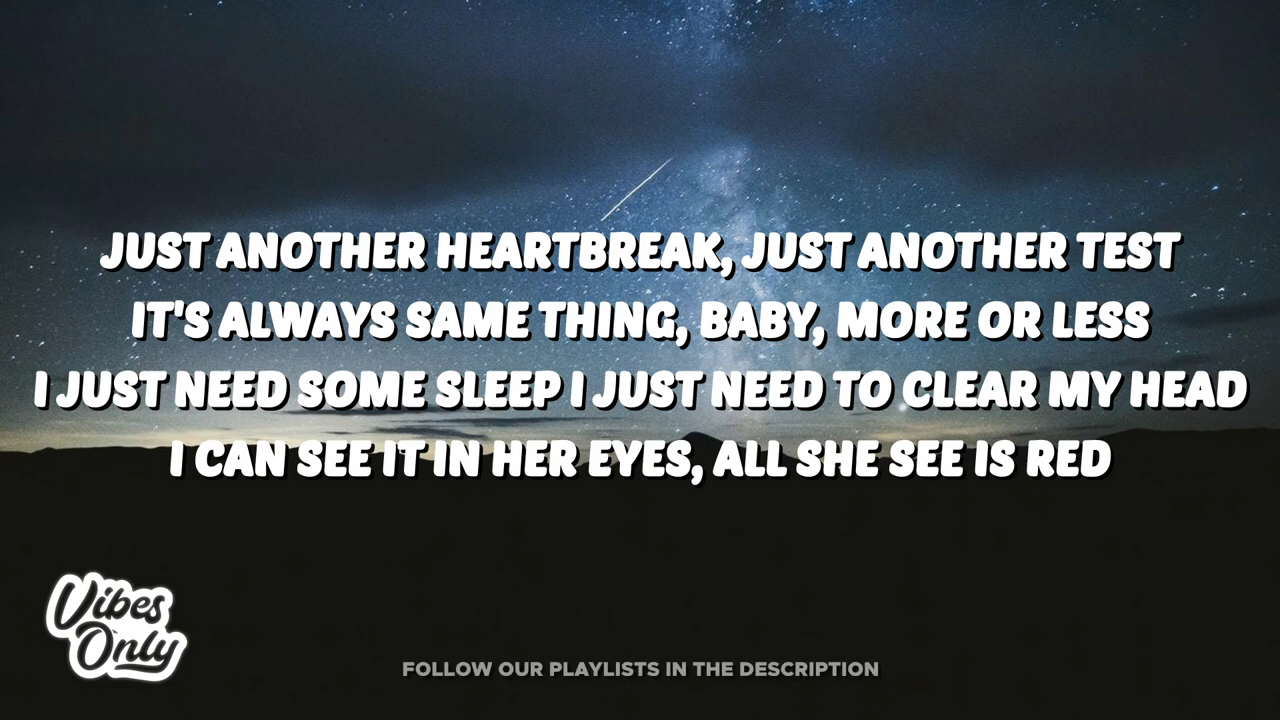 JUST ANOTHER HEARTBREAK, JUST ANOTHER TEST
IT'S ALWAYS SAME THING, BABY, MORE OR LESS
I JUST NEED SOME SLEEP I JUST NEED TO CLEAR MY HEAD
I CAN SEE IT IN HER EYES, ALL SHE SEE IS RED
Vibes
Only
FOLLOW OUR PLAYLISTS IN THE DESCRIPTION